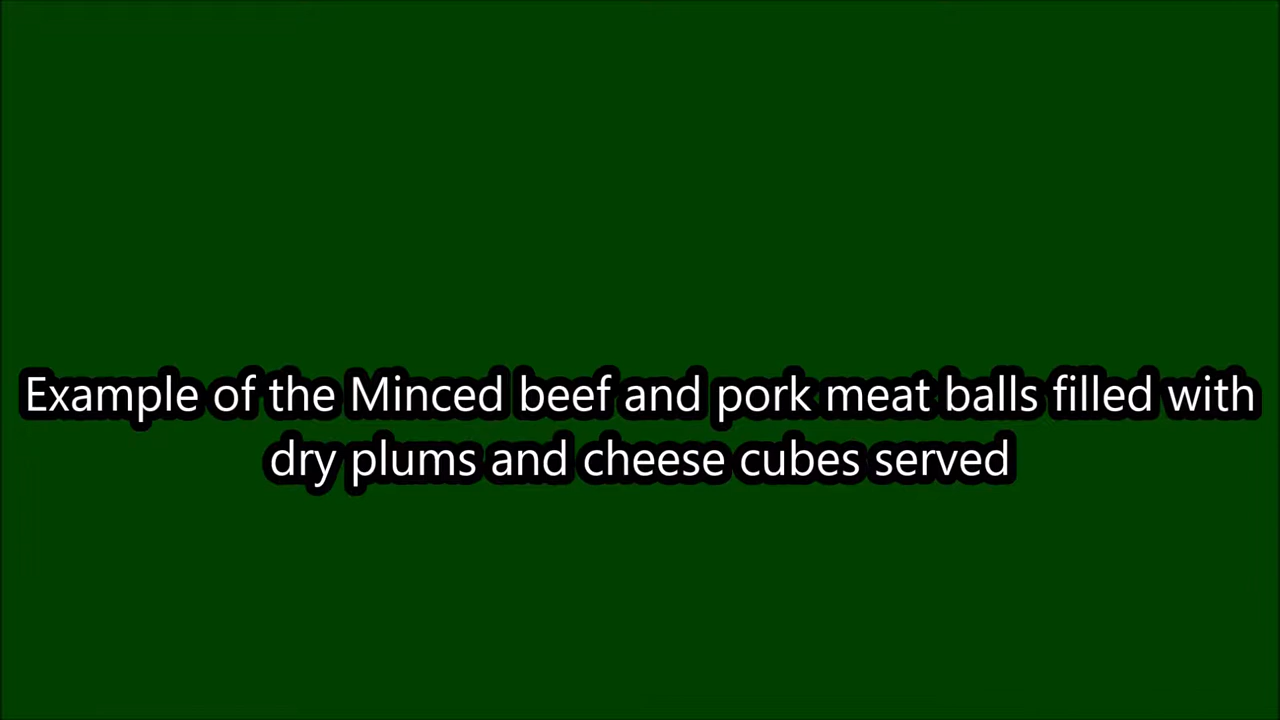 Example of the Minced beef and pork meat balls filled with
dry plums and cheese cubes served